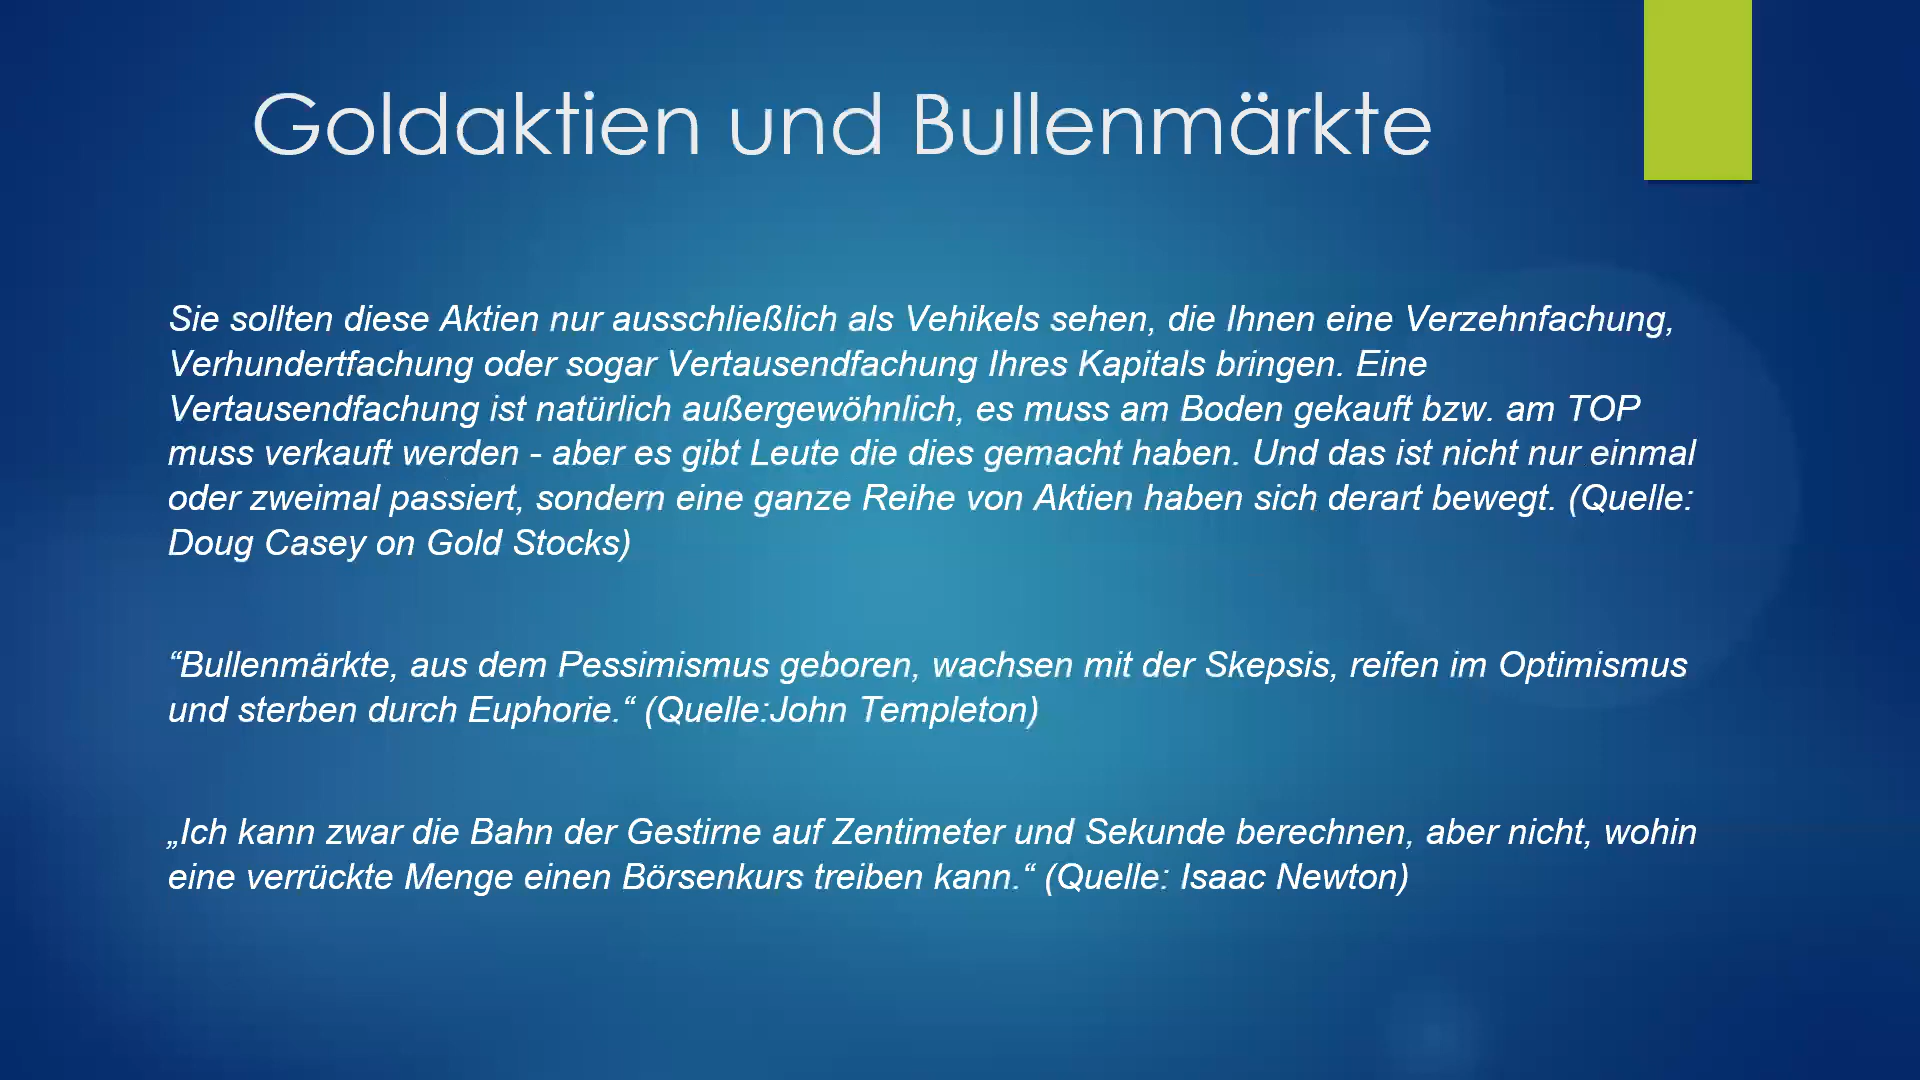 Goldaktien und Bullenmärkte
Sie sollten diese Aktien nur ausschließlich als Vehikels sehen, die Ihnen eine Verzehnfachung,
Verhundertfachung oder sogar Vertausendfachung Ihres Kapitals bringen. Eine
Vertausendfachung ist natürlich außergewöhnlich, es muss am Boden gekauft bzw. am TOP
muss verkauft werden - aber es gibt Leute die dies gemacht haben. Und das ist nicht nur einmal
oder zweimal passiert, sondern eine ganze Reihe von Aktien haben sich derart bewegt. (Quelle:
Doug Casey on Gold Stocks)
“Bullenmärkte, aus dem Pessimismus geboren, wachsen mit der Skepsis, reifen im Optimismus
und sterben durch Euphorie.“ (Quelle:John Templeton)
„Ich kann zwar die Bahn der Gestirne auf Zentimeter und Sekunde berechnen, aber nicht, wohin
eine verrückte Menge einen Börsenkurs treiben kann.“ (Quelle: Isaac Newton)